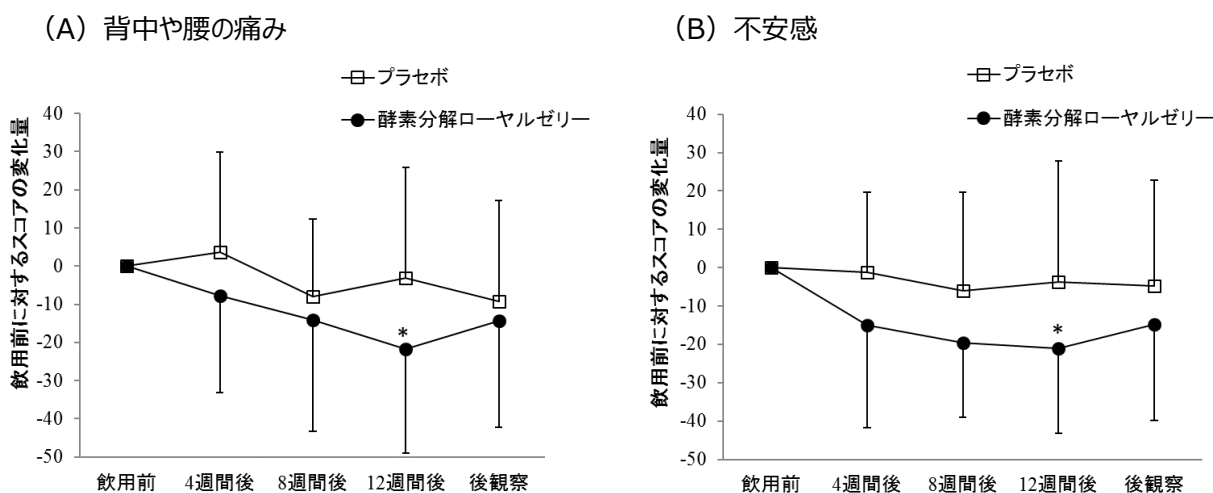 （A）背中や腰の痛み
プラセボ
酵素分解ローヤルゼリー
飲用前に対するスコアの変化量
40
30
20
10
0
-10
-20
-30
-40
-50
*
飲用前 4週間後 8週間後 12週間後 後観察
（B）不安感
プラセボ
酵素分解ローヤルゼリー
飲用前に対するスコアの変化量
40
30
20
10
0
-10
-20
-30
-40
-50
*
飲用前 4週間後 8週間後 12週間後 後観察